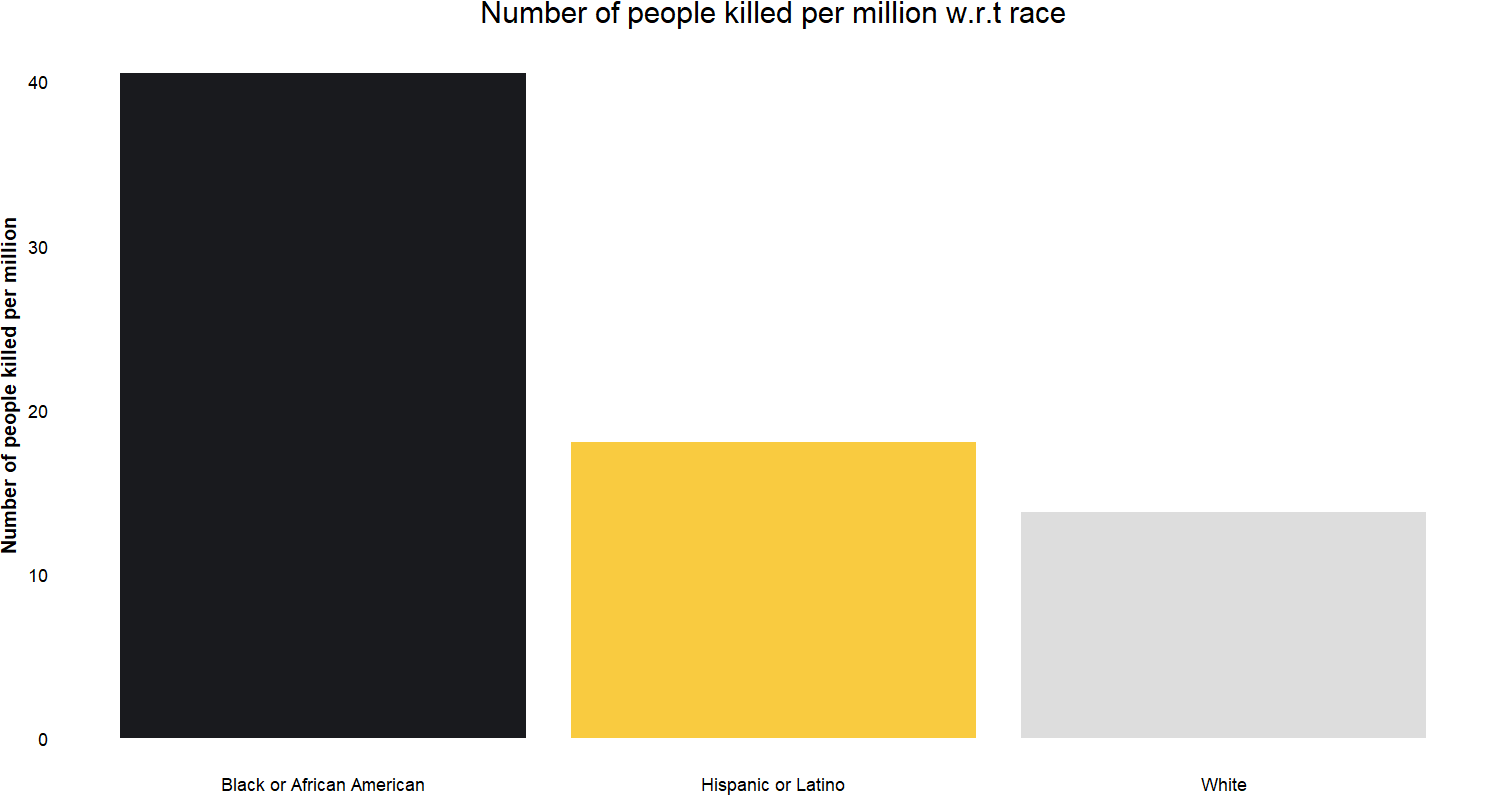 Number of people killed per million w.r.t race
Number of people killed per million
40
30
20
10
0
Black or African American
Hispanic or Latino
White